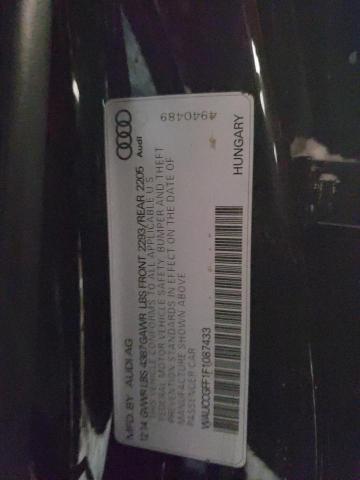 Audi
4940489
MFD. BY AUDI AG
12.14 GVWR LBS 4387 GAWR LBS FRONT 2293/REAR 2205
THIS VEHICLE CONFORMS TO ALL APPLICABLE U S
FEDERAL MOTOR VEHICLE SAFETY, BUMPER AND THEFT
PREVENTION STANDARDS IN EFFECT ON THE DATE OF
MANUFACTURE SHOWN ABOVE
PASSENGER CAR
WAUCCGFF1F1087433
HUNGARY